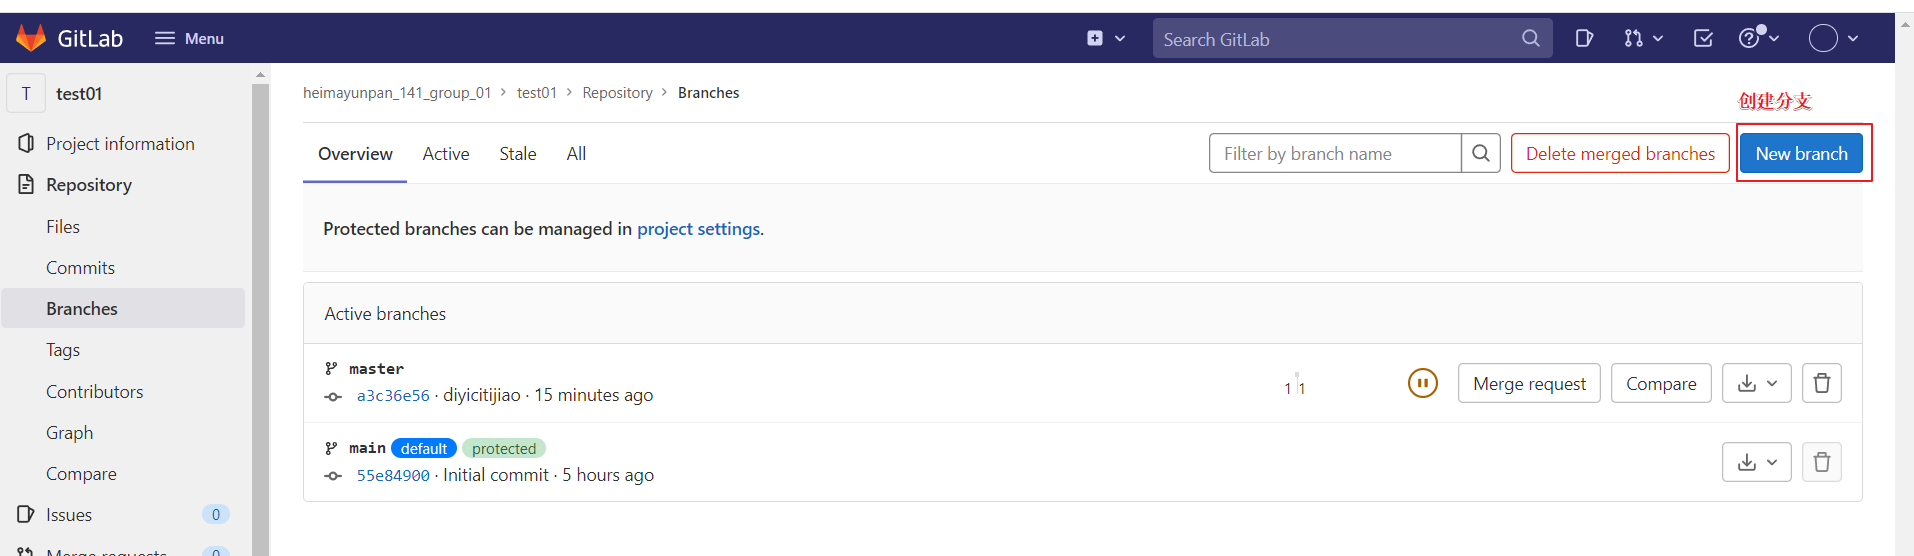 GitLab Menu Search GitLab
T test01
heimayunpan_141_group_01 > test01 > Repository > Branches
创建分支
Project information
Repository
Files
Commits
Branches
Tags
Contributors
Graph
Compare
Issues 0
Merge requests 0
Overview Active Stale All Filter by branch name Delete merged branches New branch
Protected branches can be managed in project settings.
Active branches
master
a3c36e56 · diyicitijiao · 15 minutes ago
1 1 Merge request Compare
main default protected
55e84900 · Initial commit · 5 hours ago